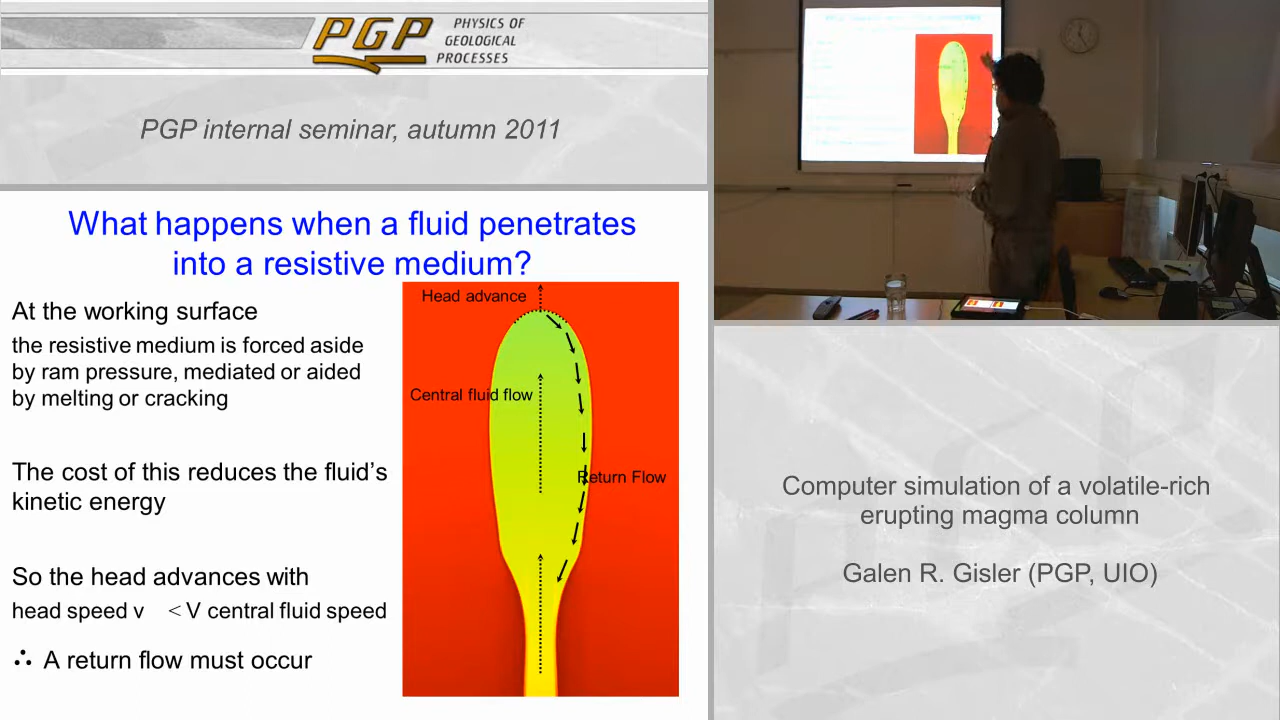 PGP
PHYSICS OF
GEOLOGICAL
PROCESSES
PGP internal seminar, autumn 2011
What happens when a fluid penetrates
into a resistive medium?
At the working surface
the resistive medium is forced aside
by ram pressure, mediated or aided
by melting or cracking
The cost of this reduces the fluid's
kinetic energy
So the head advances with
head speed v < V central fluid speed
∴ A return flow must occur
Head advance
Central fluid flow
Return Flow
Computer simulation of a volatile-rich
erupting magma column
Galen R. Gisler (PGP, UIO)